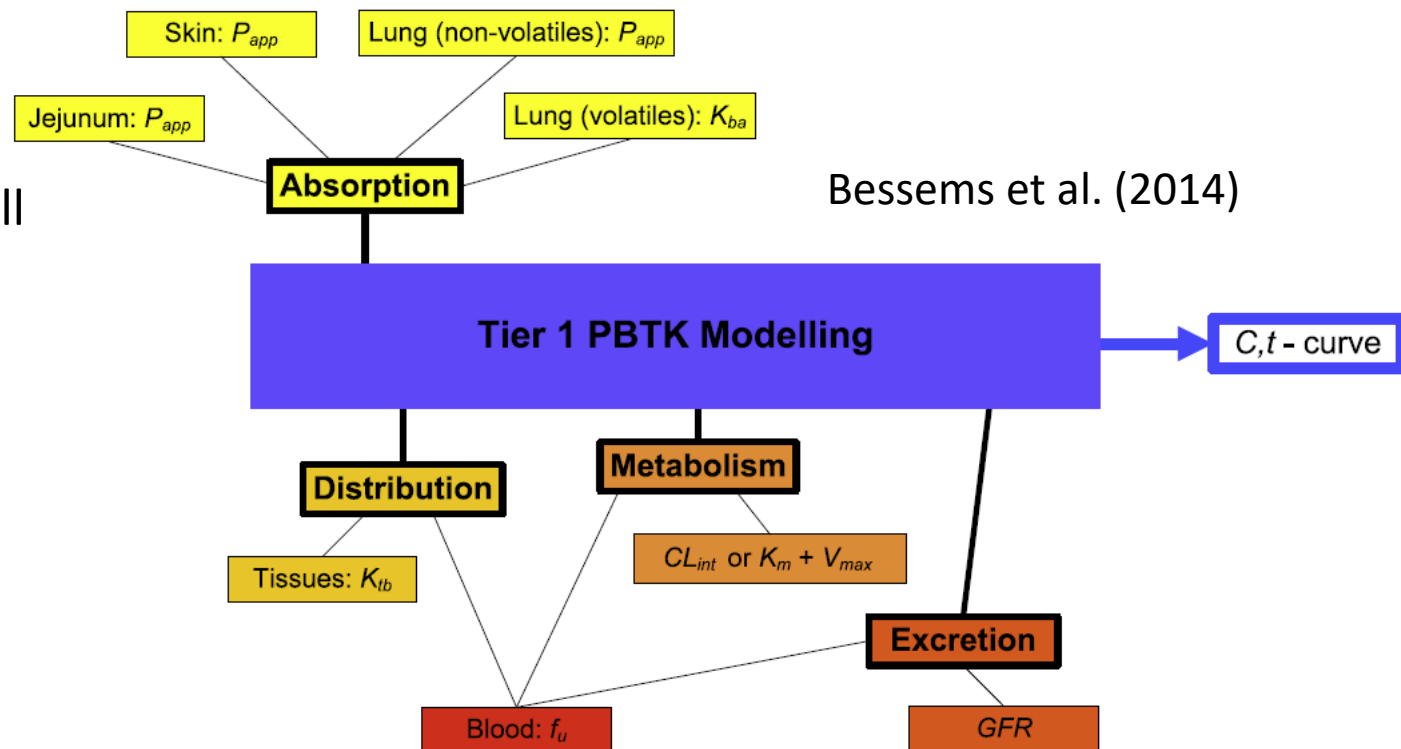 Skin: Papp
Lung (non-volatiles): Papp
Jejunum: Papp
Lung (volatiles): Kba
Absorption
ll
Bessems et al. (2014)
Tier 1 PBTK Modelling
C,t - curve
Distribution
Metabolism
Tissues: Ktb
CLint or Km + Vmax
Excretion
Blood: fu
GFR